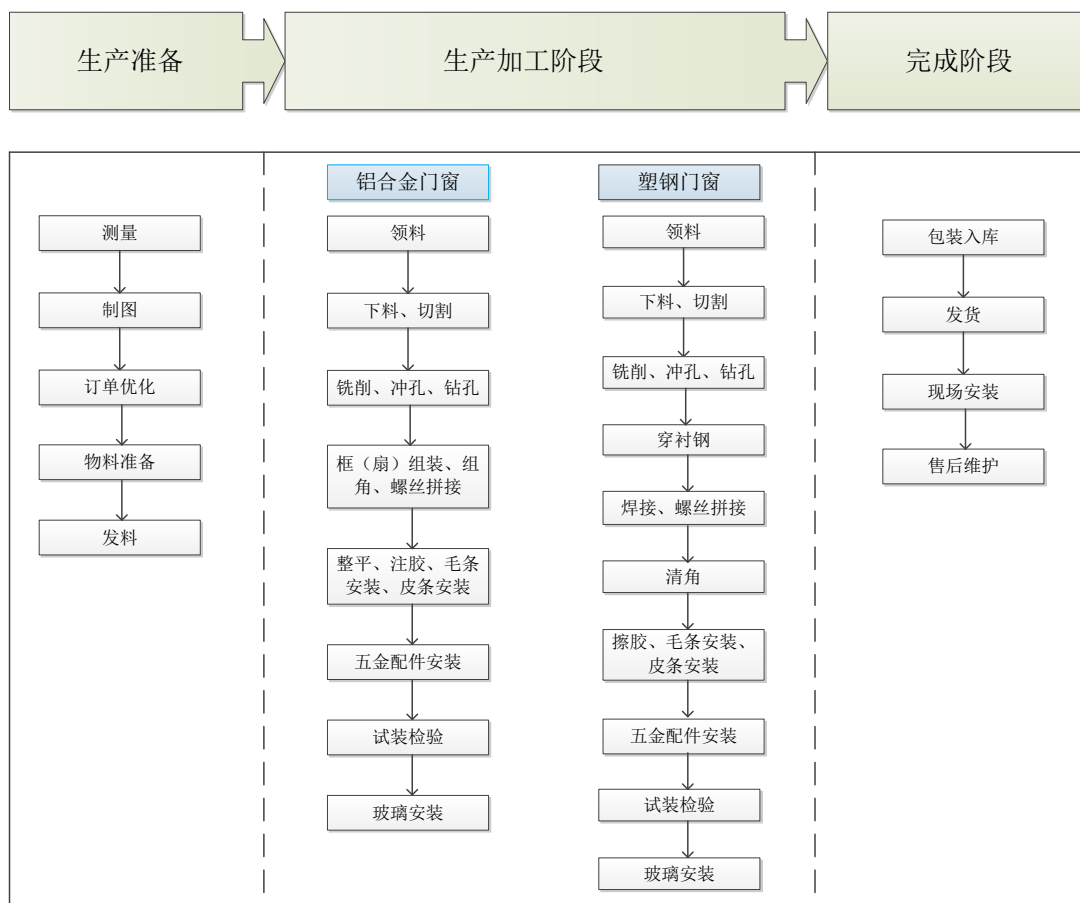 生产准备
生产加工阶段
完成阶段
测量
制图
订单优化
物料准备
发料
铝合金门窗
领料
下料、切割
铣削、冲孔、钻孔
框（扇）组装、组
角、螺丝拼接
整平、注胶、毛条
安装、皮条安装
五金配件安装
试装检验
玻璃安装
塑钢门窗
领料
下料、切割
铣削、冲孔、钻孔
穿衬钢
焊接、螺丝拼接
清角
擦胶、毛条安装、
皮条安装
五金配件安装
试装检验
玻璃安装
包装入库
发货
现场安装
售后维护